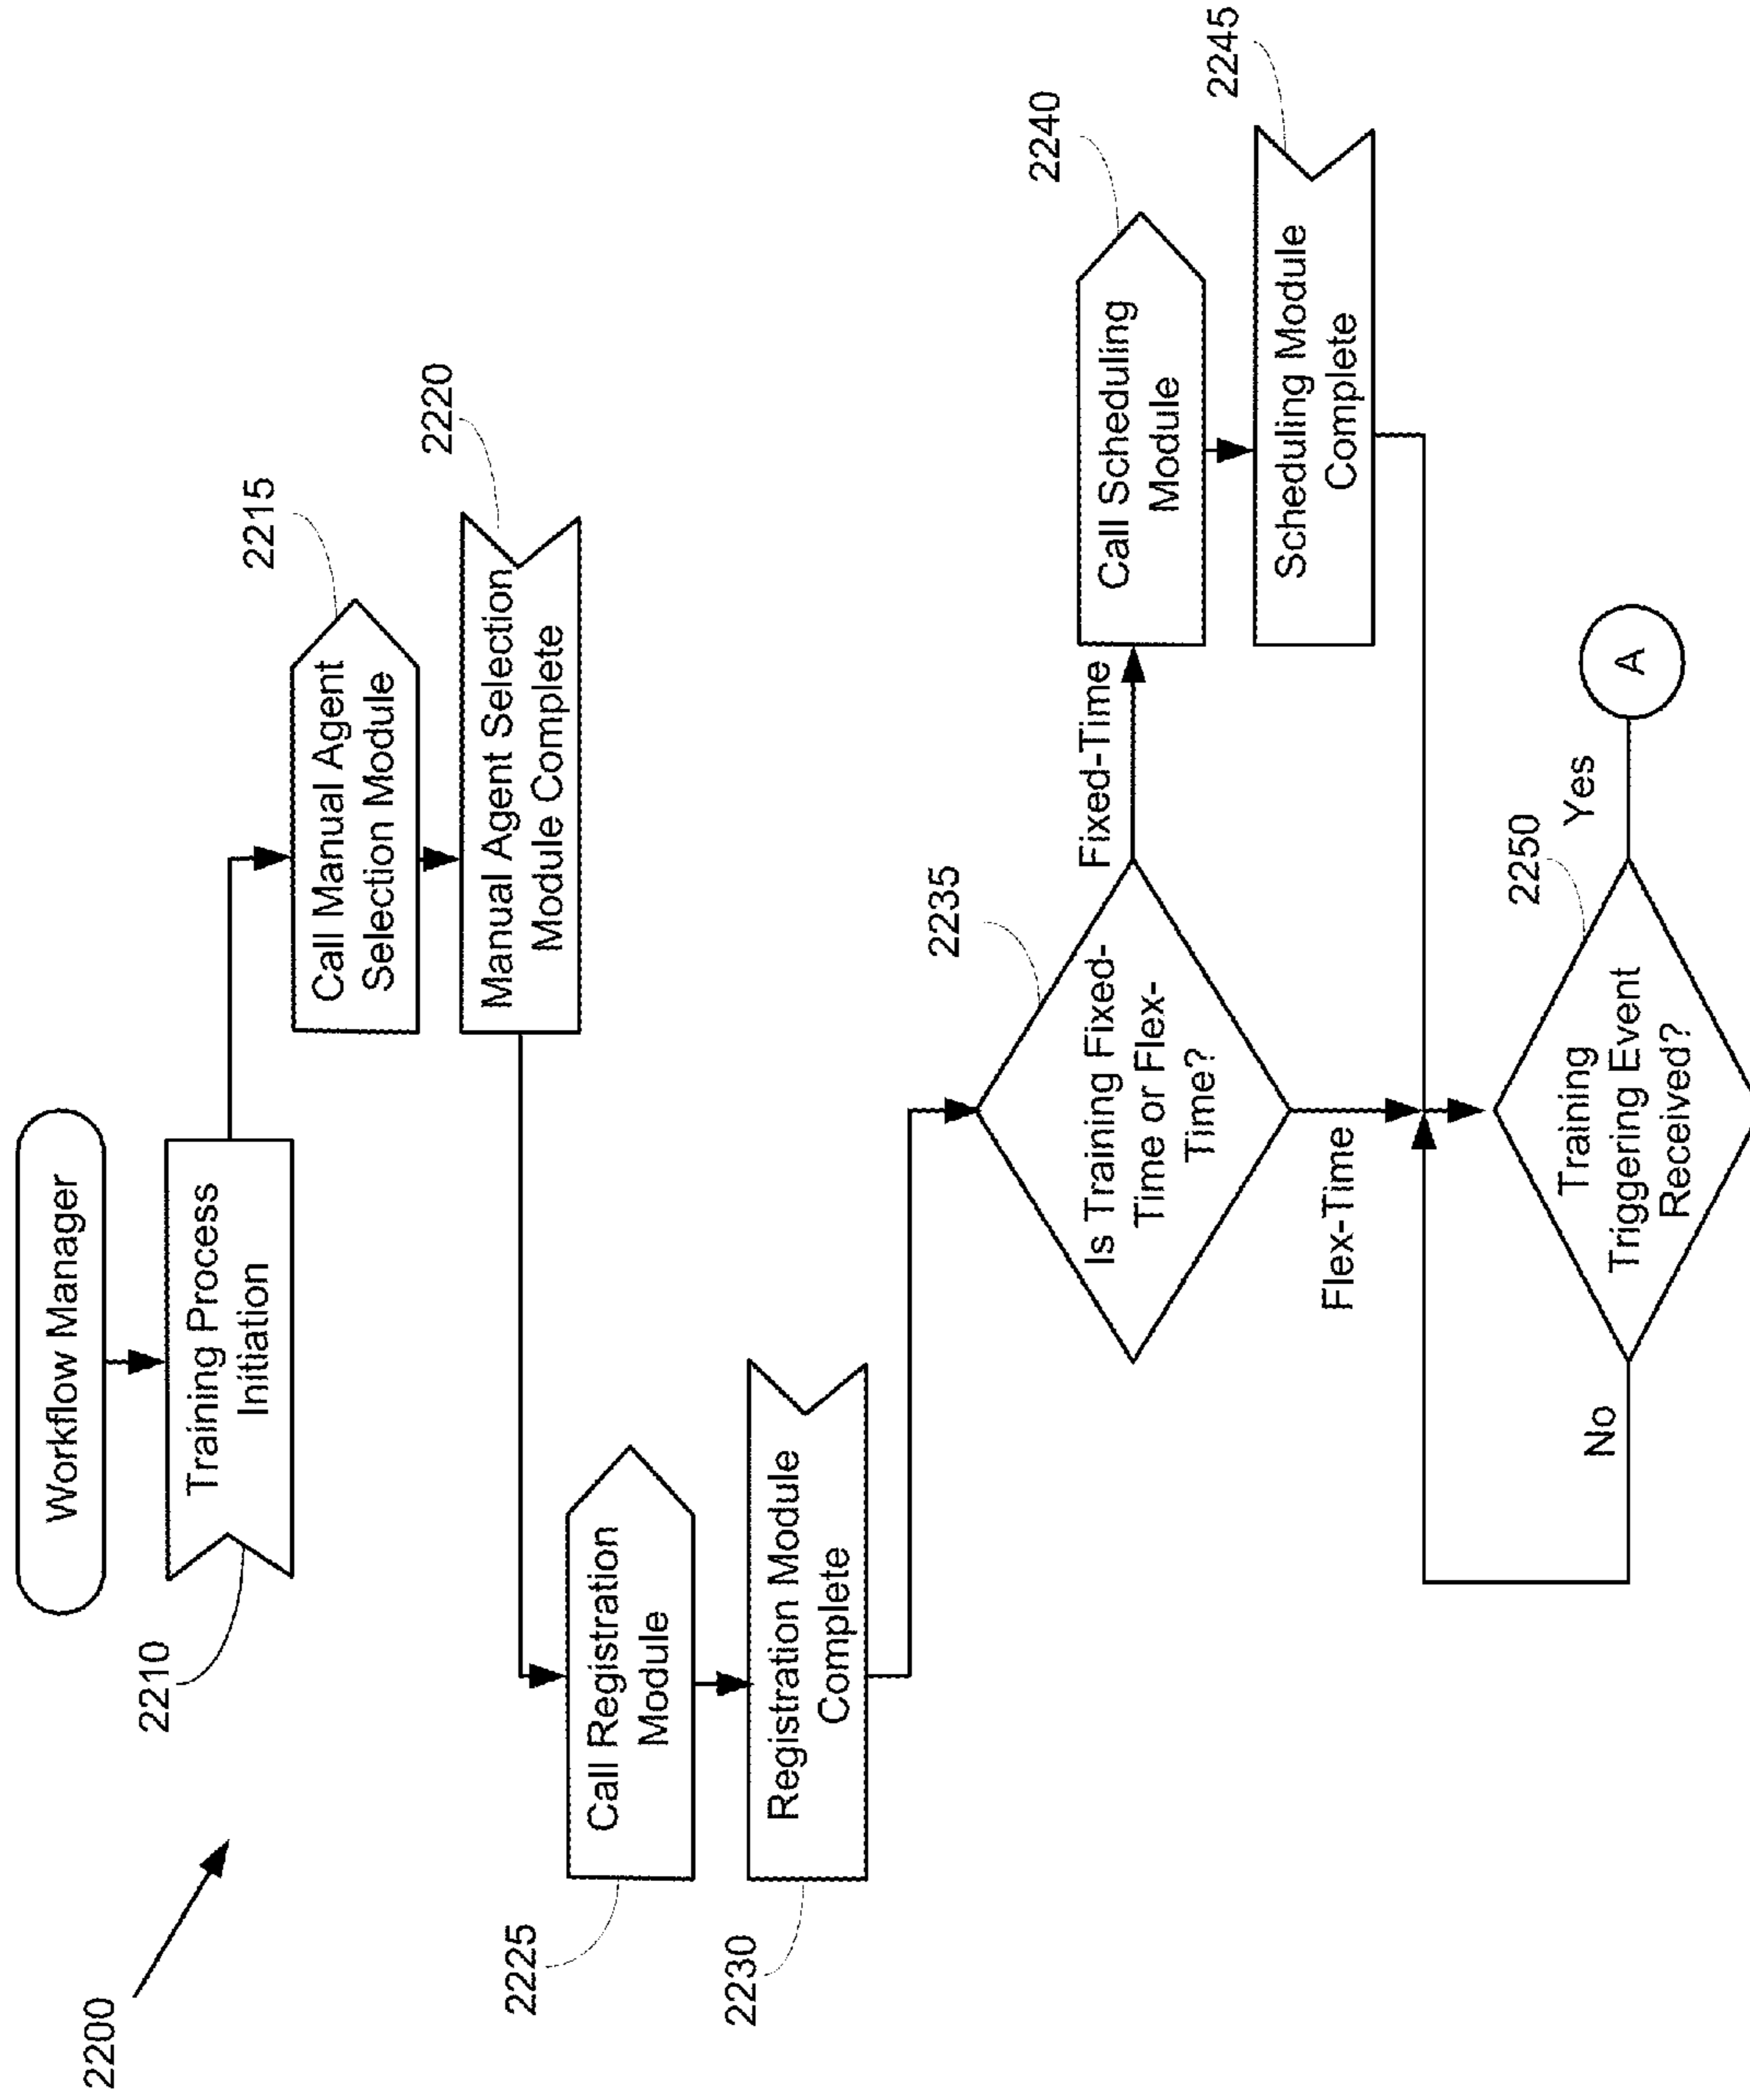 2200
Workflow Manager
2210
Training Process
Initiation
2215
Call Manual Agent
Selection Module
2220
Manual Agent Selection
Module Complete
2225
Call Registration
Module
2230
Registration Module
Complete
2235
Is Training Fixed-
Time or Flex-
Time?
Fixed-Time
Flex-Time
2240
Call Scheduling
Module
2245
Scheduling Module
Complete
2250
Training
Triggering Event
Received?
No
Yes
A